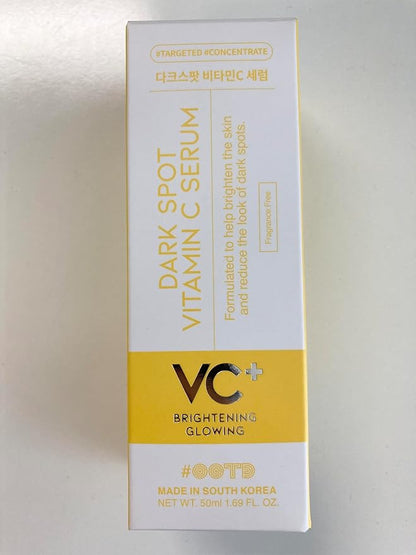 #TARGETED #CONCENTRATE
다크스팟 비타민C 세럼
DARK SPOT
VITAMIN C SERUM
Formulated to help brighten the skin
and reduce the look of dark spots.
Fragrance Free
VC+
BRIGHTENING
GLOWING
#OOTD
MADE IN SOUTH KOREA
NET WT. 50ml 1.69 FL. OZ.